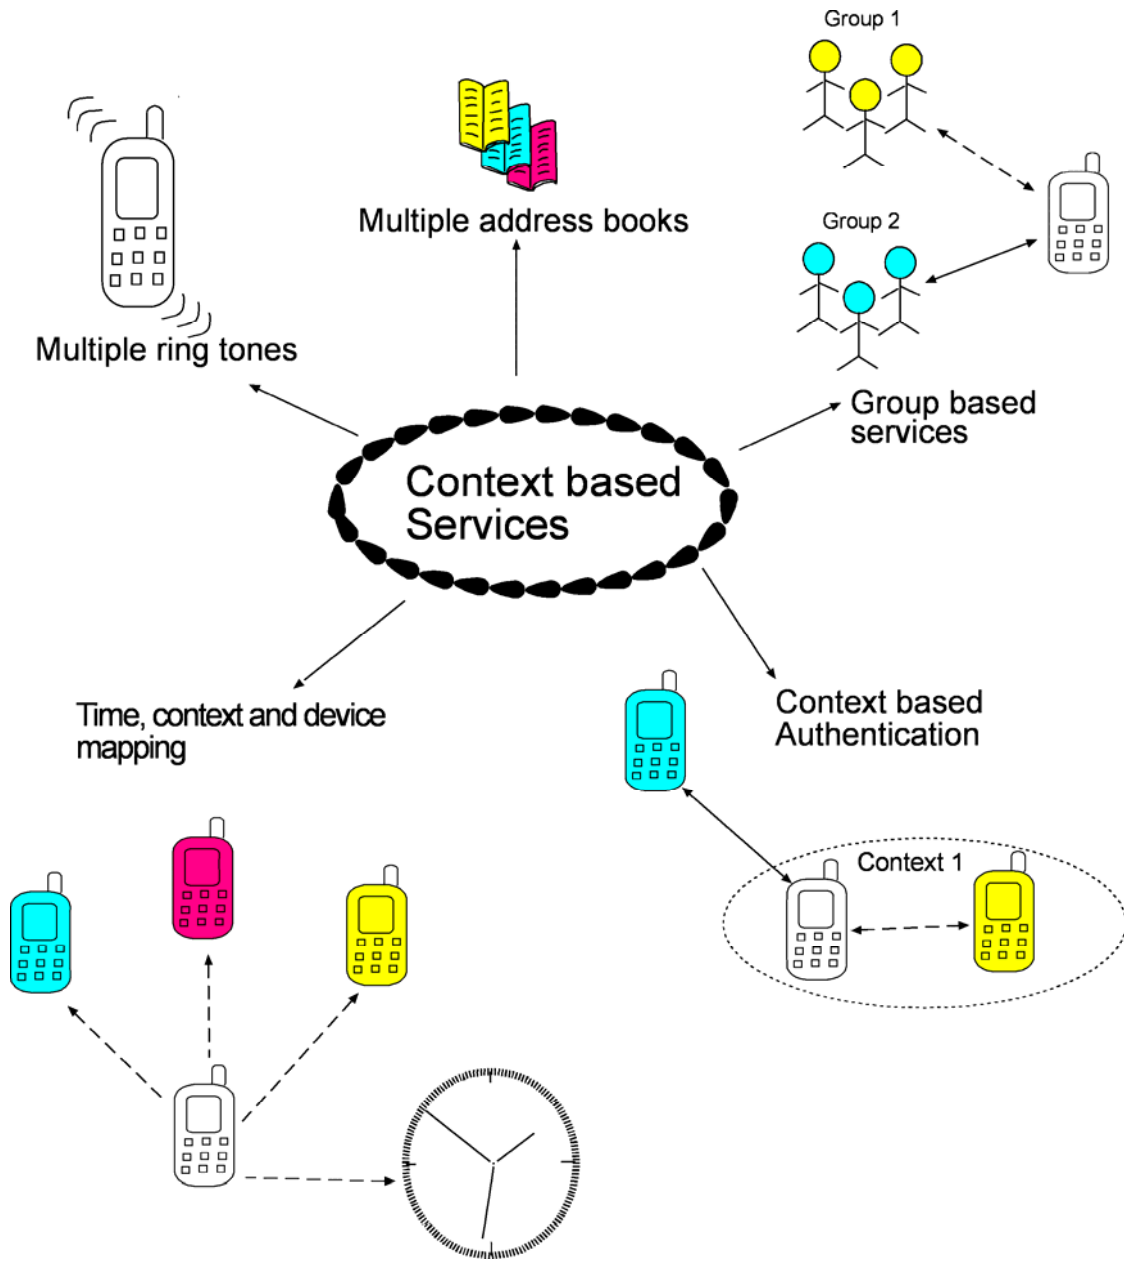 Group 1
Multiple address books
Group 2
Multiple ring tones
Group based
services
Context based
Services
Time, context and device
mapping
Context based
Authentication
Context 1